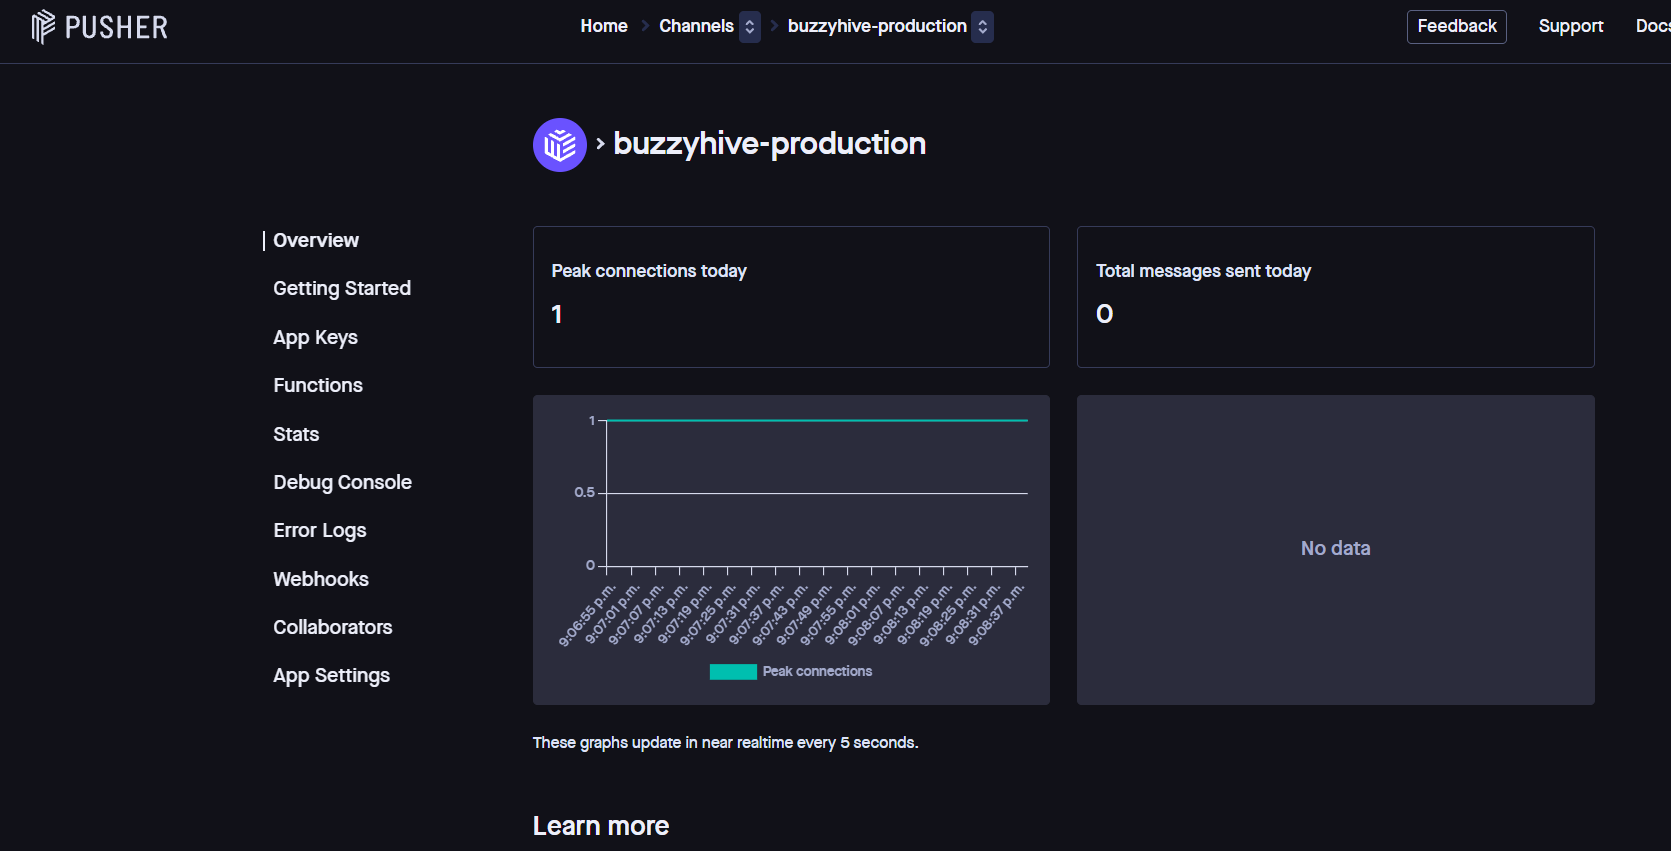 PUSHER
Home Channels buzzyhive-production Feedback Support Docs
buzzyhive-production
Overview
Getting Started
App Keys
Functions
Stats
Debug Console
Error Logs
Webhooks
Collaborators
App Settings
Peak connections today
1
Total messages sent today
0
1
0.5
0
9:06:55 p.m.
9:07:01 p.m.
9:07:07 p.m.
9:07:13 p.m.
9:07:19 p.m.
9:07:25 p.m.
9:07:31 p.m.
9:07:37 p.m.
9:07:43 p.m.
9:07:49 p.m.
9:07:55 p.m.
9:08:01 p.m.
9:08:07 p.m.
9:08:13 p.m.
9:08:19 p.m.
9:08:25 p.m.
9:08:31 p.m.
9:08:37 p.m.
Peak connections
No data
These graphs update in near realtime every 5 seconds.
Learn more